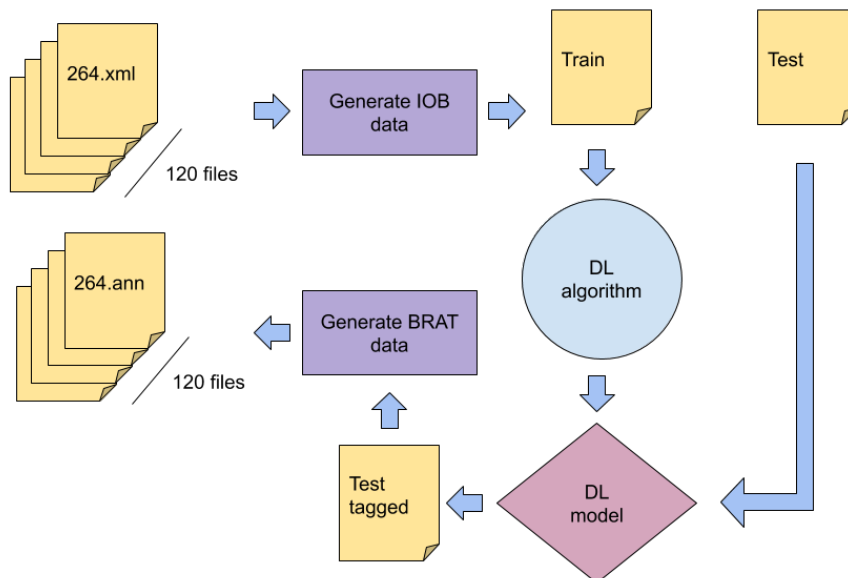 264.xml
120 files
Generate IOB
data
Train
Test
DL
algorithm
264.ann
120 files
Generate BRAT
data
Test
tagged
DL
model